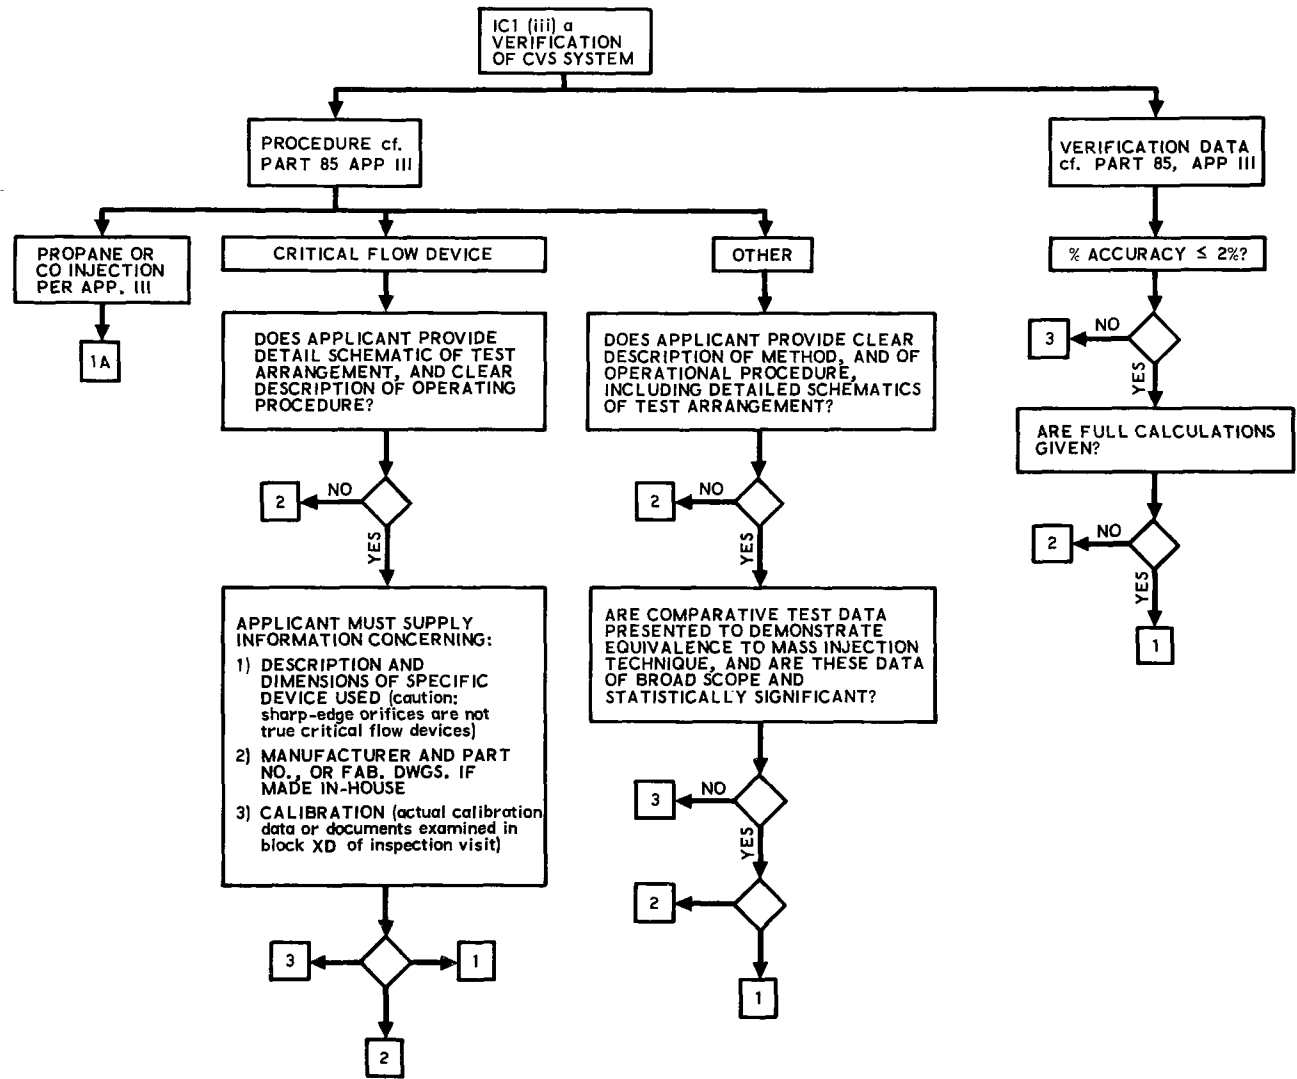 IC1 (iii) a
VERIFICATION
OF CVS SYSTEM
PROCEDURE cf.
PART 85 APP III
VERIFICATION DATA
cf. PART 85, APP III
PROPANE OR
CO INJECTION
PER APP. III
CRITICAL FLOW DEVICE
OTHER
% ACCURACY ≤ 2%?
1A
DOES APPLICANT PROVIDE
DETAIL SCHEMATIC OF TEST
ARRANGEMENT, AND CLEAR
DESCRIPTION OF OPERATING
PROCEDURE?
DOES APPLICANT PROVIDE CLEAR
DESCRIPTION OF METHOD, AND OF
OPERATIONAL PROCEDURE,
INCLUDING DETAILED SCHEMATICS
OF TEST ARRANGEMENT?
3
NO
YES
ARE FULL CALCULATIONS
GIVEN?
2
NO
YES
2
NO
YES
2
NO
YES
1
APPLICANT MUST SUPPLY
INFORMATION CONCERNING:
1) DESCRIPTION AND
DIMENSIONS OF SPECIFIC
DEVICE USED (caution:
sharp-edge orifices are not
true critical flow devices)
2) MANUFACTURER AND PART
NO., OR FAB. DWGS. IF
MADE IN-HOUSE
3) CALIBRATION (actual calibration
data or documents examined in
block XD of inspection visit)
ARE COMPARATIVE TEST DATA
PRESENTED TO DEMONSTRATE
EQUIVALENCE TO MASS INJECTION
TECHNIQUE, AND ARE THESE DATA
OF BROAD SCOPE AND
STATISTICALLY SIGNIFICANT?
3
NO
YES
2
1
3
1
2